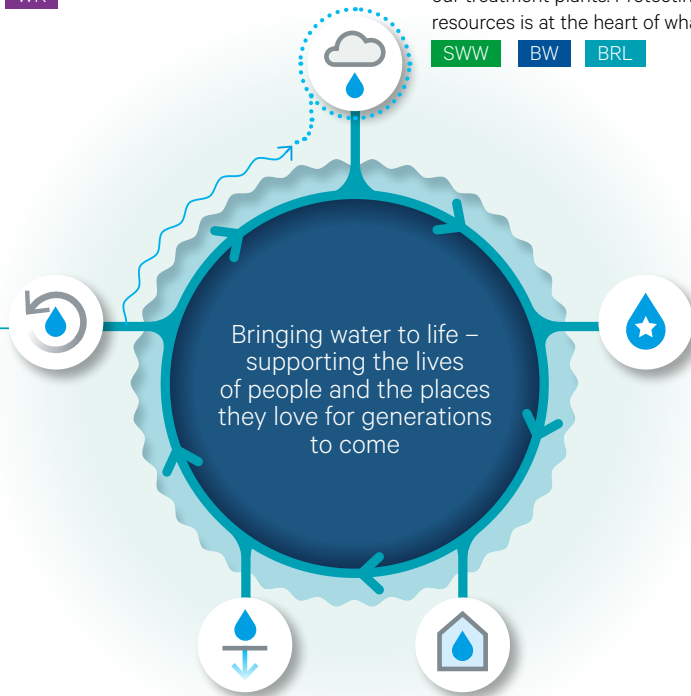 resources is at the heart of
SWW BW BRL
Bringing water to life –
supporting the lives
of people and the places
they love for generations
to come